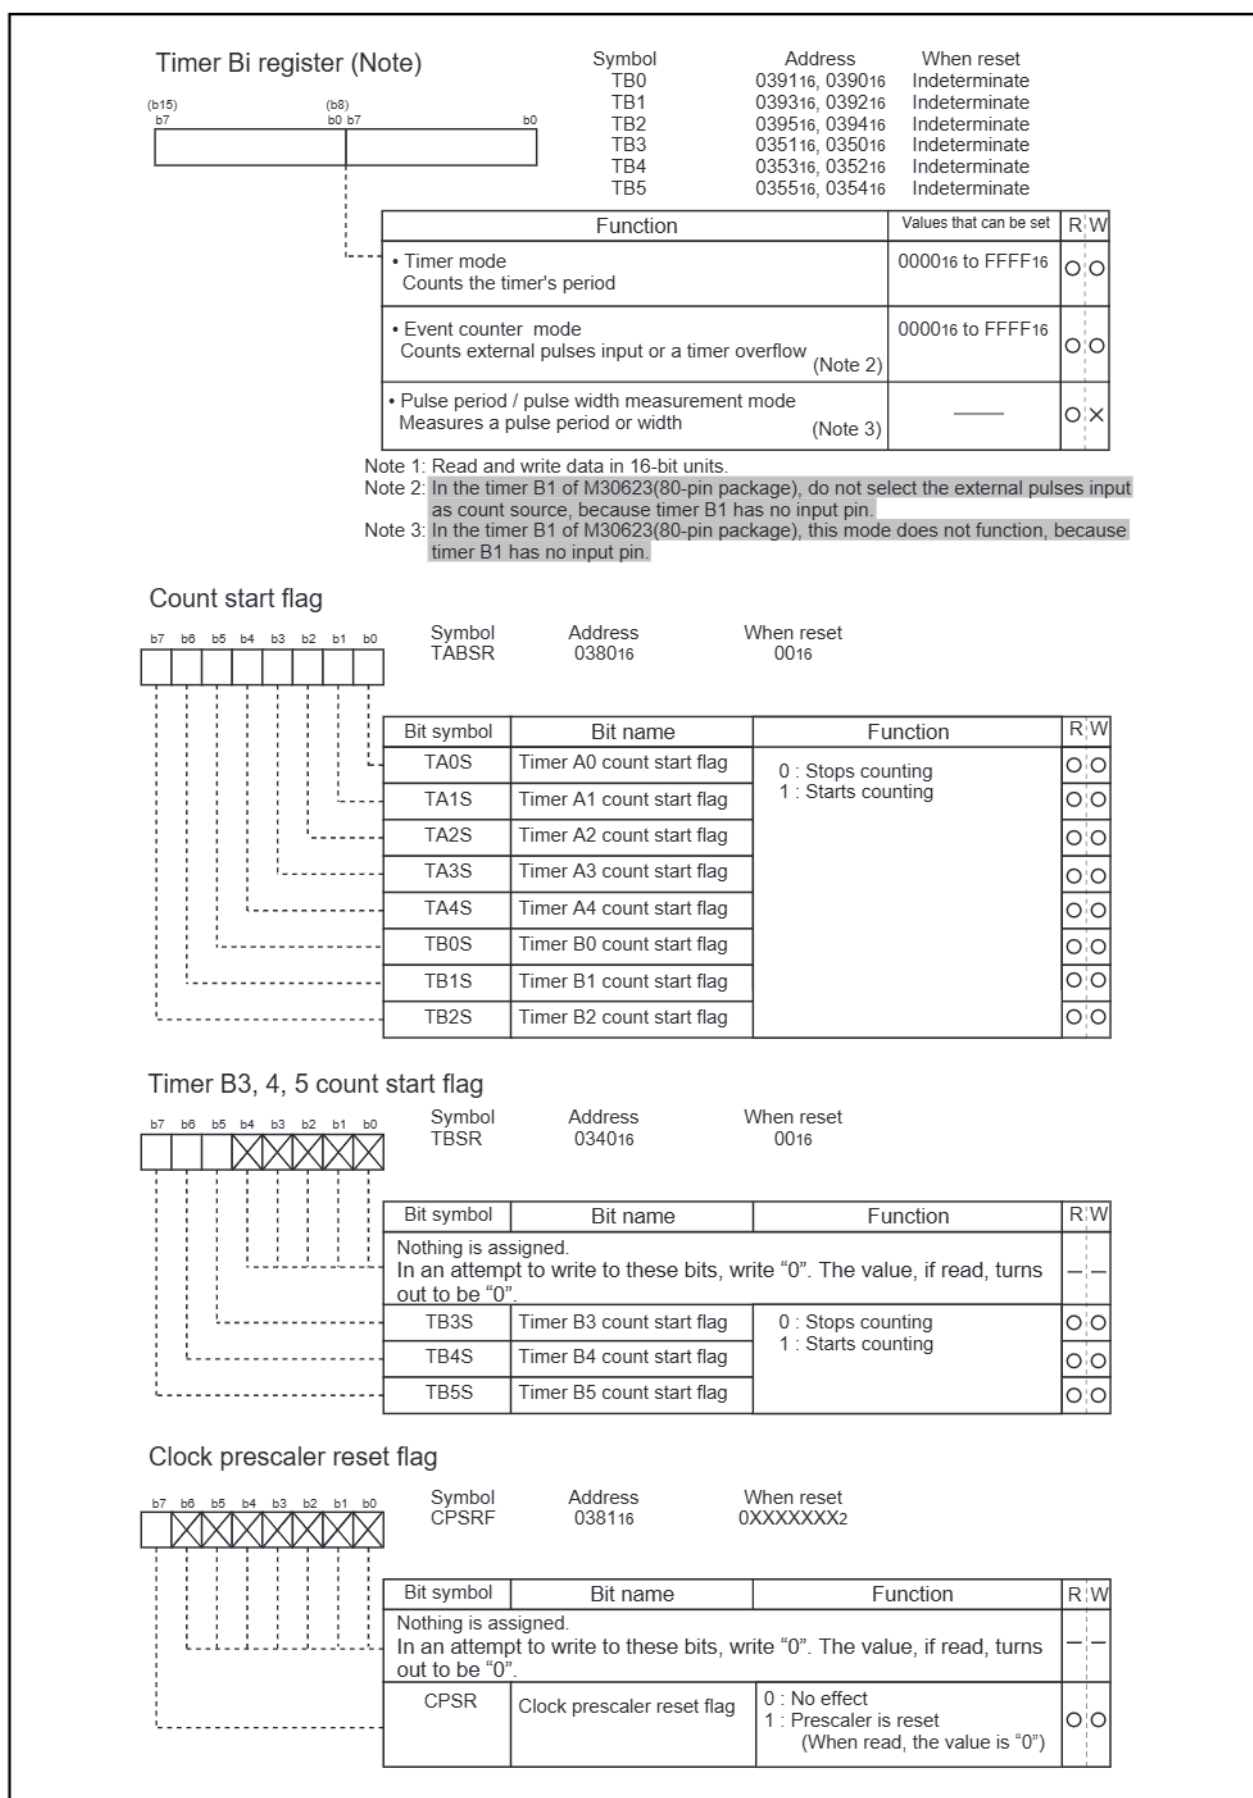 Timer Bi register (Note)
Symbol Address When reset
TB0 039116, 039016 Indeterminate
TB1 039316, 039216 Indeterminate
TB2 039516, 039416 Indeterminate
TB3 035116, 035016 Indeterminate
TB4 035316, 035216 Indeterminate
TB5 035516, 035416 Indeterminate
(b15) (b8)
b7 b0 b7 b0
Function Values that can be set R W
• Timer mode 000016 to FFFF16
Counts the timer's period
• Event counter mode 000016 to FFFF16
Counts external pulses input or a timer overflow
(Note 2)
• Pulse period / pulse width measurement mode
Measures a pulse period or width
(Note 3)
Note 1: Read and write data in 16-bit units.
Note 2: In the timer B1 of M30623(80-pin package), do not select the external pulses input
as count source, because timer B1 has no input pin.
Note 3: In the timer B1 of M30623(80-pin package), this mode does not function, because
timer B1 has no input pin.
Count start flag
b7 b6 b5 b4 b3 b2 b1 b0
Symbol Address When reset
TABSR 038016 0016
Bit symbol Bit name Function R W
TA0S Timer A0 count start flag 0 : Stops counting
TA1S Timer A1 count start flag 1 : Starts counting
TA2S Timer A2 count start flag
TA3S Timer A3 count start flag
TA4S Timer A4 count start flag
TB0S Timer B0 count start flag
TB1S Timer B1 count start flag
TB2S Timer B2 count start flag
Timer B3, 4, 5 count start flag
b7 b6 b5 b4 b3 b2 b1 b0
Symbol Address When reset
TBSR 034016 0016
Bit symbol Bit name Function R W
Nothing is assigned.
In an attempt to write to these bits, write “0”. The value, if read, turns
out to be “0”.
TB3S Timer B3 count start flag 0 : Stops counting
TB4S Timer B4 count start flag 1 : Starts counting
TB5S Timer B5 count start flag
Clock prescaler reset flag
b7 b6 b5 b4 b3 b2 b1 b0
Symbol Address When reset
CPSRF 038116 0XXXXXXX2
Bit symbol Bit name Function R W
Nothing is assigned.
In an attempt to write to these bits, write “0”. The value, if read, turns
out to be “0”.
CPSR Clock prescaler reset flag 0 : No effect
1 : Prescaler is reset
(When read, the value is “0”)